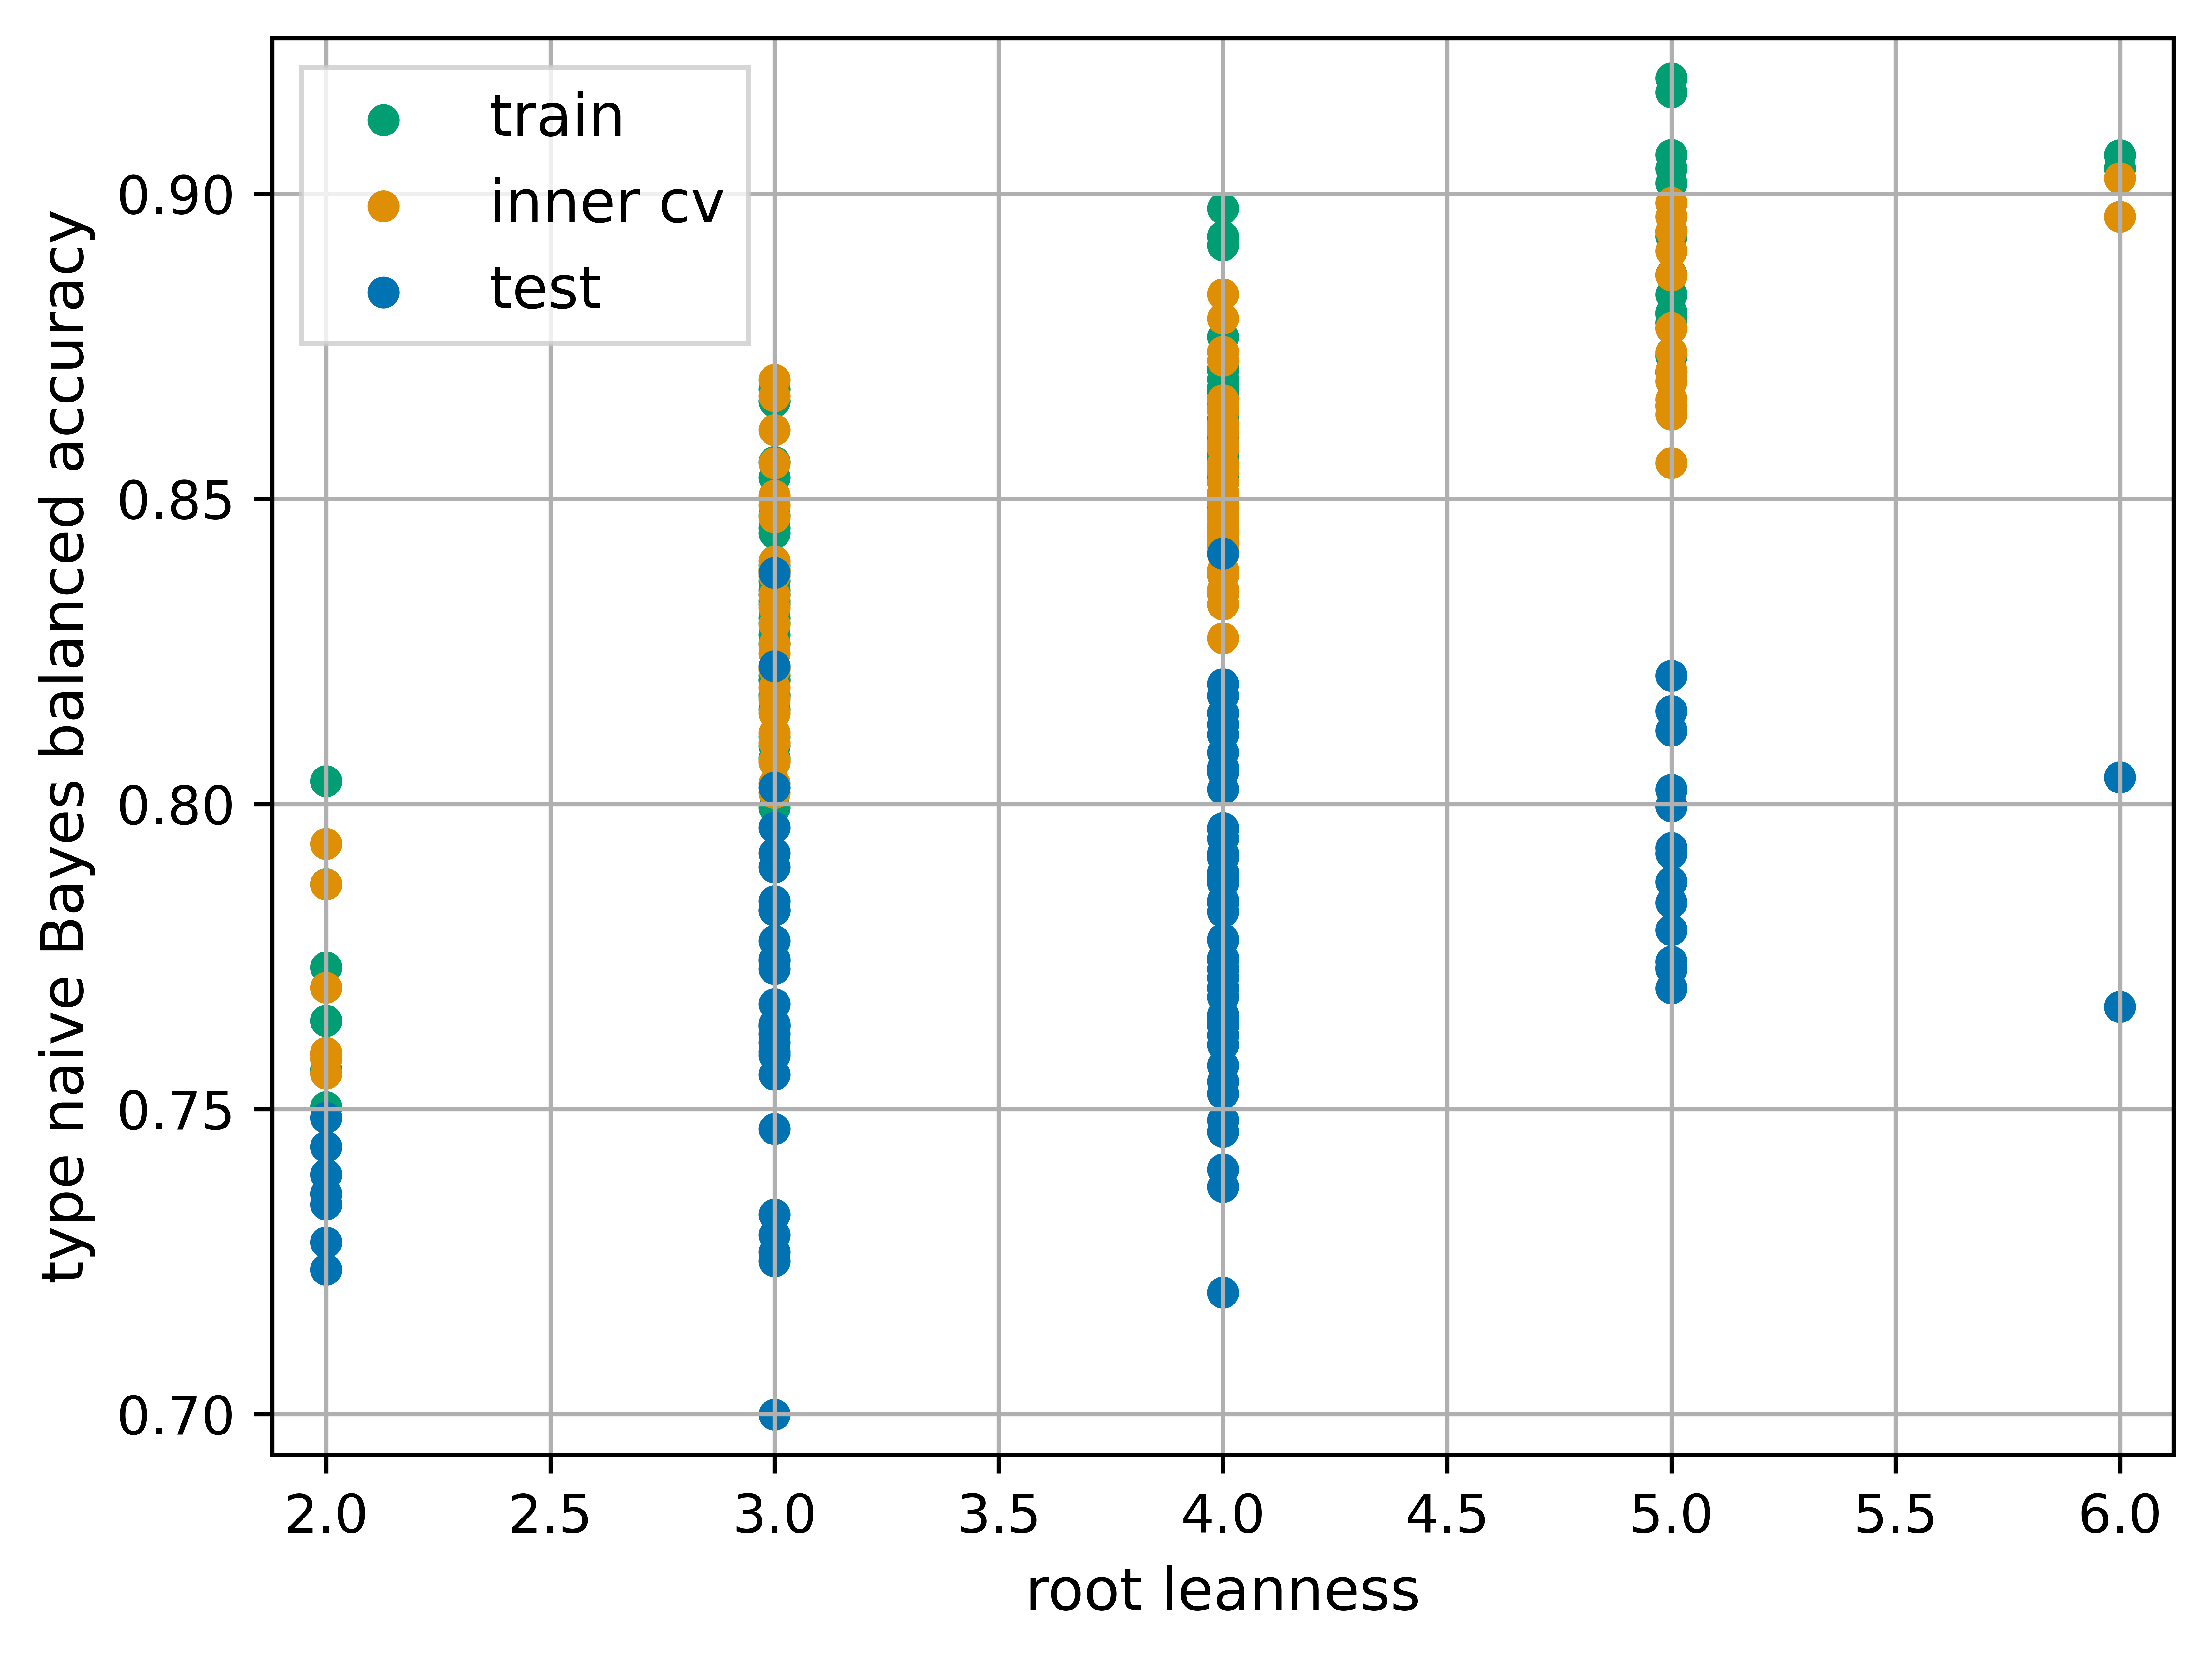 train
inner cv
test
type naive Bayes balanced accuracy
0.90
0.85
0.80
0.75
0.70
2.0 2.5 3.0 3.5 4.0 4.5 5.0 5.5 6.0
root leanness